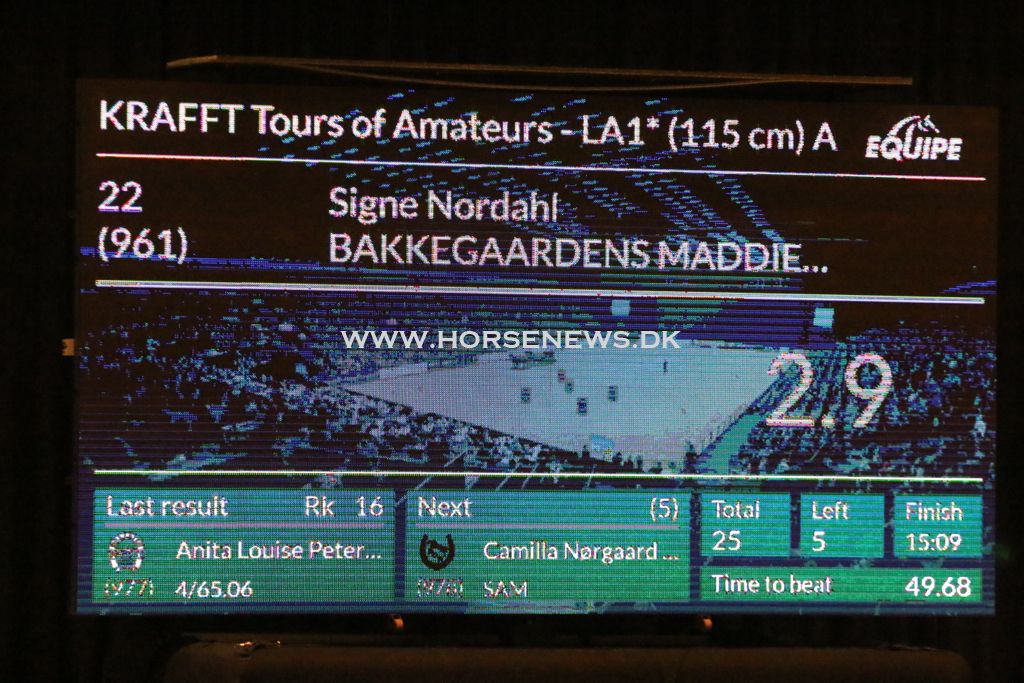 KRAFFT Tours of Amateurs - LA1* (115 cm) A
EQUIPE
22
Signe Nordahl
(961)
BAKKEGAARDENS MADDIE...
WWW.HORSENEWS.DK
2.9
Last result Rk 16
Anita Louise Peter...
(977) 4/65.06
Next (5)
Camilla Nørgaard ...
SAM
Total
25
Left
5
Finish
15:09
Time to beat 49.68